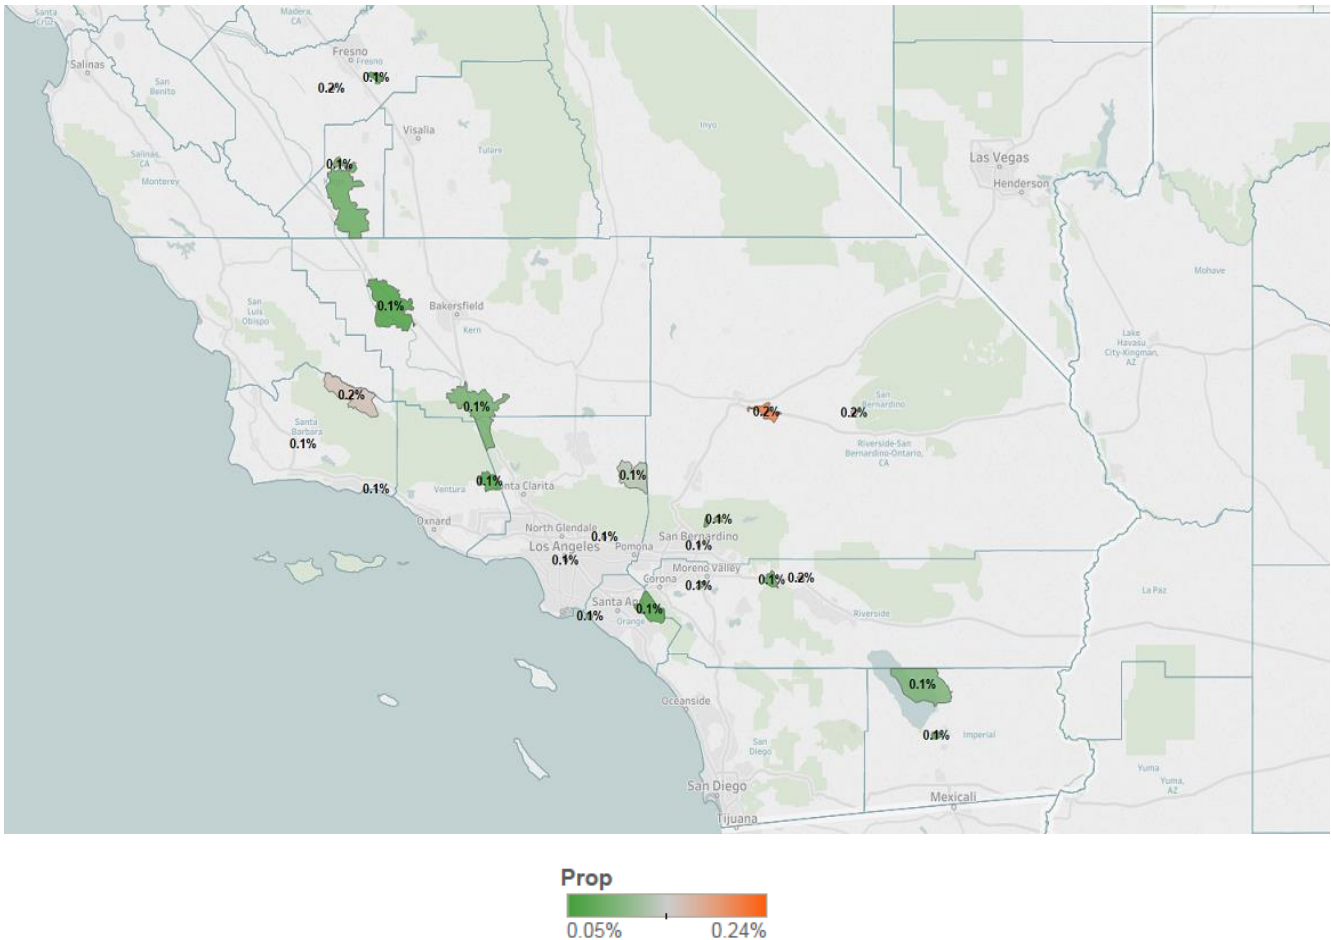 Santa
Cruz
Madera,
CA
Fresno
Fresno
0.1%
0.2%
Salinas
San
Benito
Visalla
Inyo
Las Vegas
Henderson
Salinas,
CA
Monterey
0.1%
Tulare
Mohave
San
Luis
Obispo
0.1%
Bakersfield
Kern
Lake
Havasu
City-Kingman,
AZ
0.2%
0.1%
0.2%
0.2%
San
Bernardino
Santa
Barbara
0.1%
Riverside-San
Bernardino-Ontario,
CA
0.1%
Ventura
0.1%
nta Clarita
0.1%
Oxnard
North Glendale
0.1%
0.1%
San Bernardino
Los Angeles
Pomona
0.1%
0.1%
Moreno Valley
Corona
0.1%
0.1%
0.2%
Santa An
0.1%
0.1%
Orange
Riverside
La Paz
Oceanside
0.1%
San
Diego
0.1%
Imperial
San Diego
Mexicali
Yuma
Yuma,
AZ
Tijuana
Prop
0.05%
0.24%